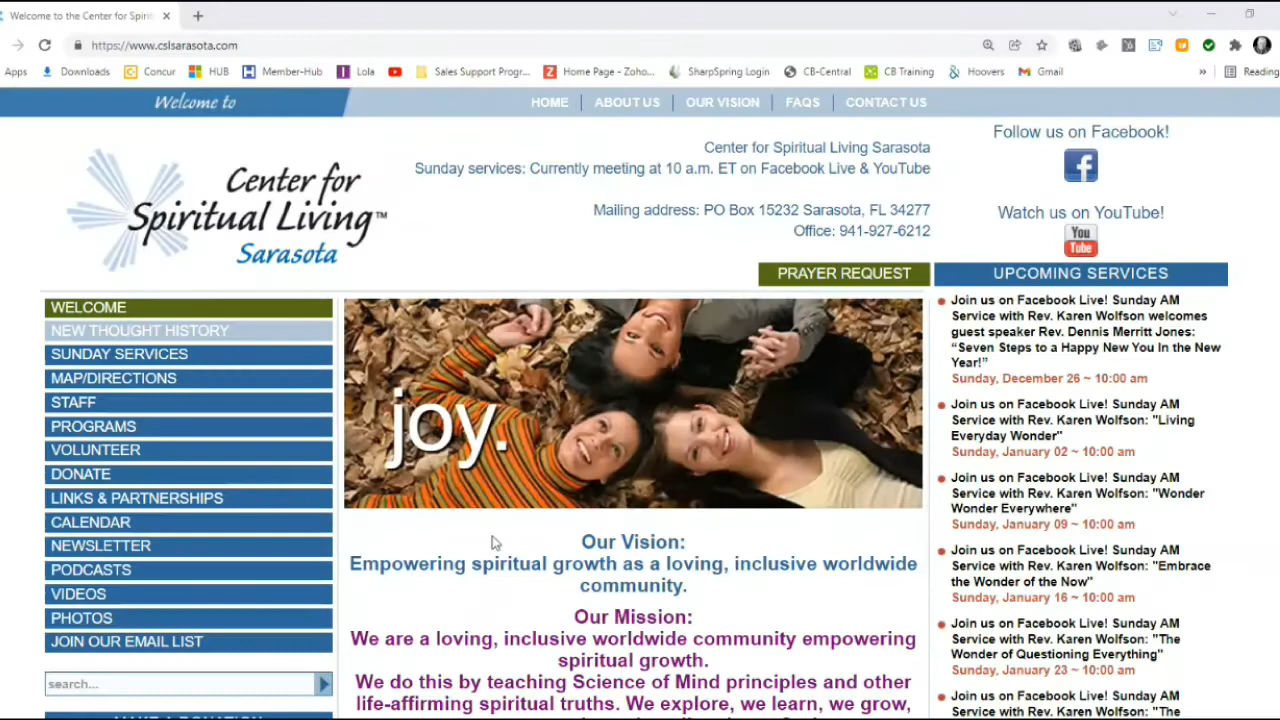 Welcome to the Center for Spirit
https://www.cslsarasota.com
Apps Downloads Concur HUB Member-Hub Lola Sales Support Progr... Home Page - Zoho... SharpSpring Login CB-Central CB Training Hoovers Gmail » Reading
Welcome to
HOME ABOUT US OUR VISION FAQS CONTACT US
Center for
Spiritual Living™
Sarasota
Center for Spiritual Living Sarasota
Sunday services: Currently meeting at 10 a.m. ET on Facebook Live & YouTube
Mailing address: PO Box 15232 Sarasota, FL 34277
Office: 941-927-6212
Follow us on Facebook!
f
Watch us on YouTube!
You
Tube
PRAYER REQUEST
UPCOMING SERVICES
WELCOME
NEW THOUGHT HISTORY
SUNDAY SERVICES
MAP/DIRECTIONS
STAFF
PROGRAMS
VOLUNTEER
DONATE
LINKS & PARTNERSHIPS
CALENDAR
NEWSLETTER
PODCASTS
VIDEOS
PHOTOS
JOIN OUR EMAIL LIST
search...
MAKE A DONATION
joy.
Our Vision:
Empowering spiritual growth as a loving, inclusive worldwide
community.
Our Mission:
We are a loving, inclusive worldwide community empowering
spiritual growth.
We do this by teaching Science of Mind principles and other
life-affirming spiritual truths. We explore, we learn, we grow,
Join us on Facebook Live! Sunday AM
Service with Rev. Karen Wolfson welcomes
guest speaker Rev. Dennis Merritt Jones:
“Seven Steps to a Happy New You In the New
Year!”
Sunday, December 26 ~ 10:00 am
Join us on Facebook Live! Sunday AM
Service with Rev. Karen Wolfson: "Living
Everyday Wonder"
Sunday, January 02 ~ 10:00 am
Join us on Facebook Live! Sunday AM
Service with Rev. Karen Wolfson: "Wonder
Wonder Everywhere"
Sunday, January 09 ~ 10:00 am
Join us on Facebook Live! Sunday AM
Service with Rev. Karen Wolfson: "Embrace
the Wonder of the Now"
Sunday, January 16 ~ 10:00 am
Join us on Facebook Live! Sunday AM
Service with Rev. Karen Wolfson: "The
Wonder of Questioning Everything"
Sunday, January 23 ~ 10:00 am
Join us on Facebook Live! Sunday AM
Service with Rev. Karen Wolfson: "The